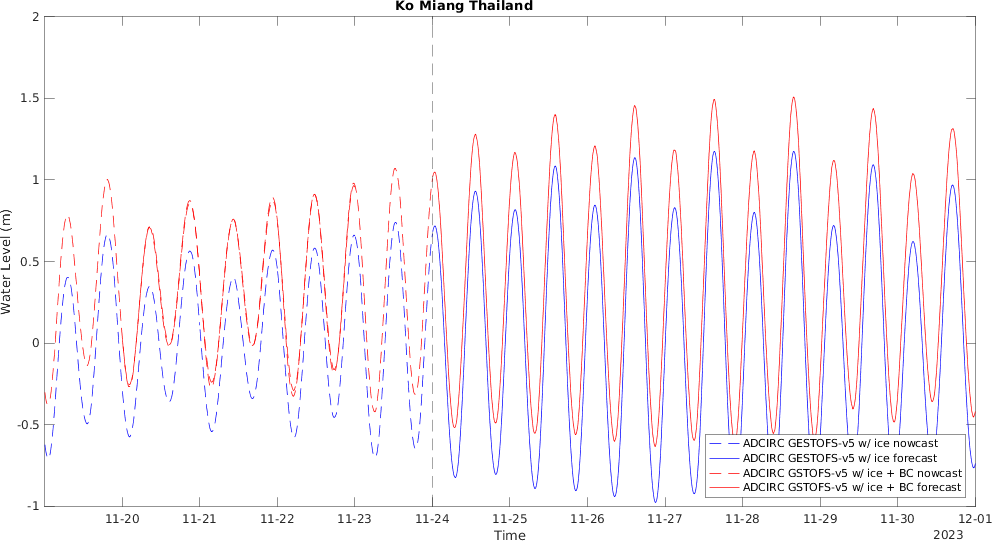 Ko Miang Thailand
2
1.5
1
0.5
0
-0.5
-1
Water Level (m)
ADCIRC GESTOFS-v5 w/ ice nowcast
ADCIRC GESTOFS-v5 w/ ice forecast
ADCIRC GSTOFS-v5 w/ ice + BC nowcast
ADCIRC GSTOFS-v5 w/ ice + BC forecast
11-20 11-21 11-22 11-23 11-24 11-25 11-26 11-27 11-28 11-29 11-30 12-01
Time
2023